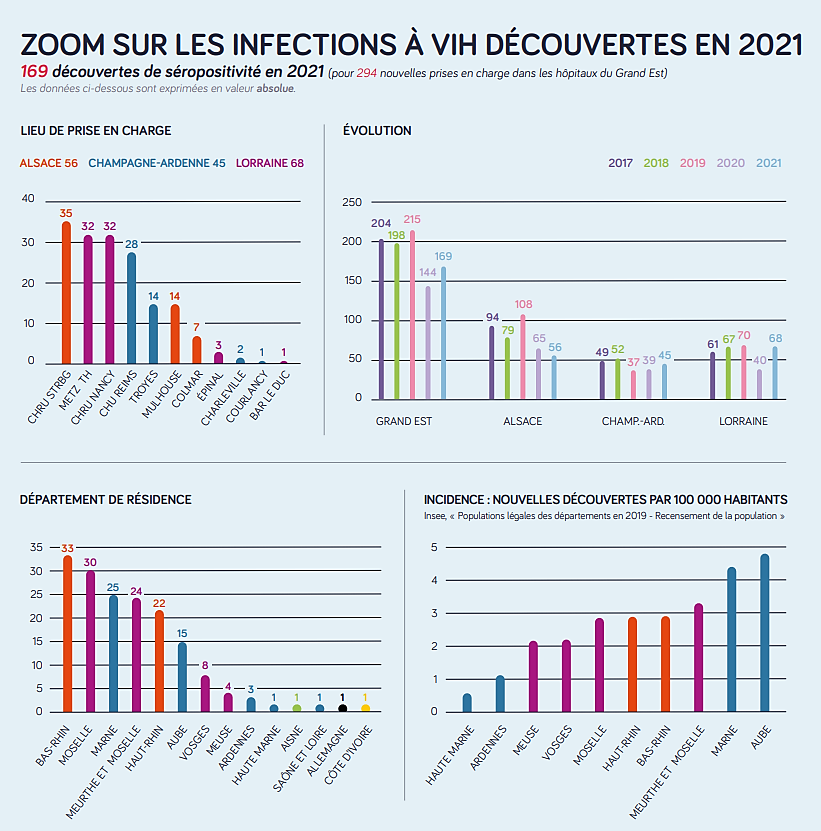 ZOOM SUR LES INFECTIONS À VIH DÉCOUVERTES EN 2021
169 découvertes de séropositivité en 2021 (pour 294 nouvelles prises en charge dans les hôpitaux du Grand Est)
Les données ci-dessous sont exprimées en valeur absolue.
LIEU DE PRISE EN CHARGE
ALSACE 56 CHAMPAGNE-ARDENNE 45 LORRAINE 68
40
30
20
10
0
35
32
32
28
14
14
7
3
2
1
1
CHRU STRBG
METZ TH
CHRU NANCY
CHU REIMS
TROYES
MULHOUSE
COLMAR
ÉPINAL
CHARLEVILLE
COURLANCY
BAR LE DUC
ÉVOLUTION
2017 2018 2019 2020 2021
250
200
150
100
50
0
204
198
215
144
169
94
79
108
65
56
49
52
37
39
45
61
67
70
40
68
GRAND EST
ALSACE
CHAMP.-ARD.
LORRAINE
DÉPARTEMENT DE RÉSIDENCE
35
30
25
20
15
10
5
0
33
30
25
24
22
15
8
4
3
1
1
1
1
1
BAS-RHIN
MOSELLE
MARNE
MEURTHE ET MOSELLE
HAUT-RHIN
AUBE
VOSGES
MEUSE
ARDENNES
HAUTE MARNE
AISNE
SAÔNE ET LOIRE
ALLEMAGNE
CÔTE D'IVOIRE
INCIDENCE : NOUVELLES DÉCOUVERTES PAR 100 000 HABITANTS
Insee, « Populations légales des départements en 2019 - Recensement de la population »
5
4
3
2
1
0
HAUTE MARNE
ARDENNES
MEUSE
VOSGES
MOSELLE
HAUT-RHIN
BAS-RHIN
MEURTHE ET MOSELLE
MARNE
AUBE